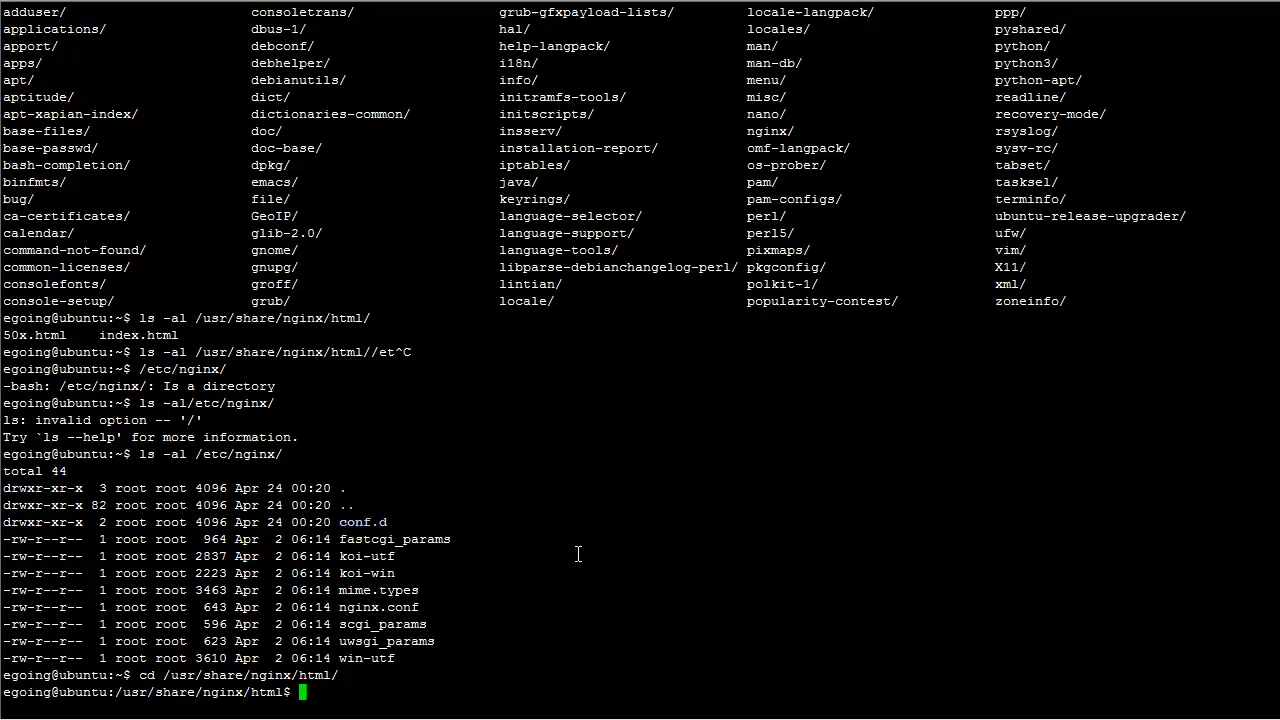 adduser/ consoletrans/ grub-gfxpayload-lists/ locale-langpack/ ppp/
applications/ dbus-1/ hal/ locales/ pyshared/
apport/ debconf/ help-langpack/ man/ python/
apps/ debhelper/ i18n/ man-db/ python3/
apt/ debianutils/ info/ menu/ python-apt/
aptitude/ dict/ initramfs-tools/ misc/ readline/
apt-xapian-index/ dictionaries-common/ initscripts/ nano/ recovery-mode/
base-files/ doc/ insserv/ nginx/ rsyslog/
base-passwd/ doc-base/ installation-report/ omf-langpack/ sysv-rc/
bash-completion/ dpkg/ iptables/ os-prober/ tabset/
binfmts/ emacs/ java/ pam/ tasksel/
bug/ file/ keyrings/ pam-configs/ terminfo/
ca-certificates/ GeoIP/ language-selector/ perl/ ubuntu-release-upgrader/
calendar/ glib-2.0/ language-support/ perl5/ ufw/
command-not-found/ gnome/ language-tools/ pixmaps/ vim/
common-licenses/ gnupg/ libparse-debianchangelog-perl/ pkgconfig/ X11/
consolefonts/ groff/ lintian/ polkit-1/ xml/
console-setup/ grub/ locale/ popularity-contest/ zoneinfo/
egoing@ubuntu:~$ ls -al /usr/share/nginx/html/
50x.html index.html
egoing@ubuntu:~$ ls -al /usr/share/nginx/html//et^C
egoing@ubuntu:~$ /etc/nginx/
-bash: /etc/nginx/: Is a directory
egoing@ubuntu:~$ ls -al/etc/nginx/
ls: invalid option -- '/'
Try `ls --help' for more information.
egoing@ubuntu:~$ ls -al /etc/nginx/
total 44
drwxr-xr-x 3 root root 4096 Apr 24 00:20 .
drwxr-xr-x 82 root root 4096 Apr 24 00:20 ..
drwxr-xr-x 2 root root 4096 Apr 24 00:20 conf.d
-rw-r--r-- 1 root root 964 Apr 2 06:14 fastcgi_params
-rw-r--r-- 1 root root 2837 Apr 2 06:14 koi-utf
-rw-r--r-- 1 root root 2223 Apr 2 06:14 koi-win
-rw-r--r-- 1 root root 3463 Apr 2 06:14 mime.types
-rw-r--r-- 1 root root 643 Apr 2 06:14 nginx.conf
-rw-r--r-- 1 root root 596 Apr 2 06:14 scgi_params
-rw-r--r-- 1 root root 623 Apr 2 06:14 uwsgi_params
-rw-r--r-- 1 root root 3610 Apr 2 06:14 win-utf
egoing@ubuntu:~$ cd /usr/share/nginx/html/
egoing@ubuntu:/usr/share/nginx/html$